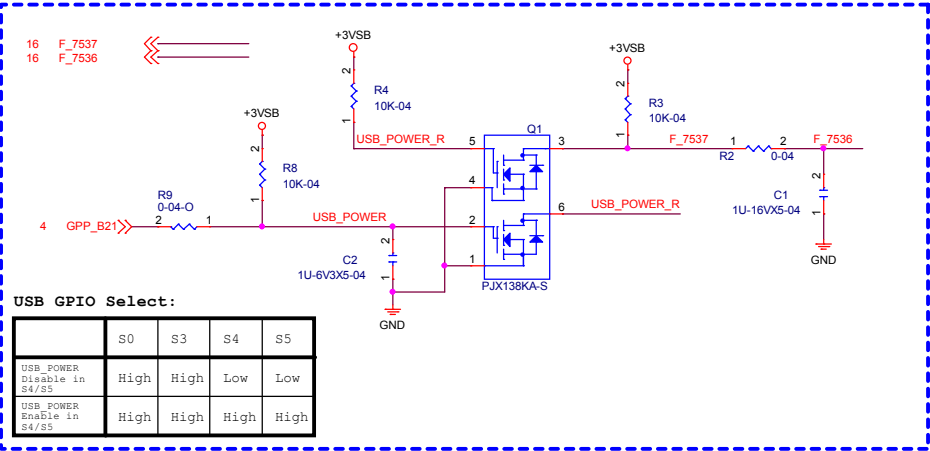 16 F_7537
16 F_7536
+3VSB
2
R4
10K-04
1
USB_POWER_R
+3VSB
2
R3
10K-04
1
+3VSB
2
R8
10K-04
1
Q1
5
3
4
6
2
1
PJX138KA-S
F_7537
1
2
R2
0-04
F_7536
2
C1
1U-16VX5-04
1
GND
USB_POWER_R
R9
0-04-O
4 GPP_B21
2
1
USB_POWER
2
C2
1U-6V3X5-04
1
GND
USB GPIO Select:
S0 S3 S4 S5
USB_POWER
Disable in
S4/S5
High High Low Low
USB_POWER
Enable in
S4/S5
High High High High